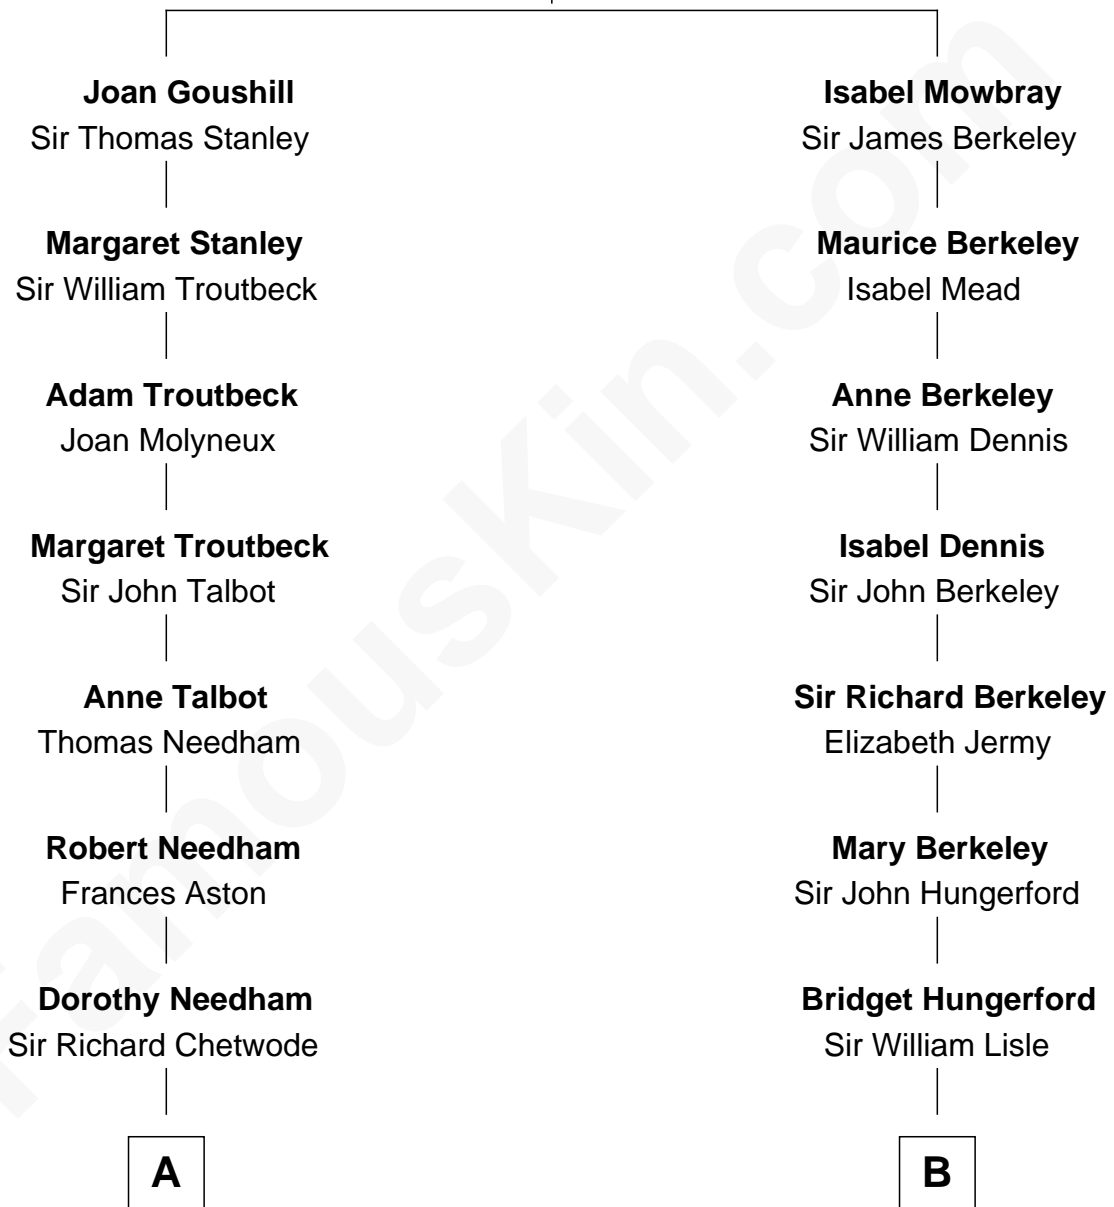 Joan Goushill
Sir Thomas Stanley
Isabel Mowbray
Sir James Berkeley
Margaret Stanley
Sir William Troutbeck
Maurice Berkeley
Isabel Mead
Adam Troutbeck
Joan Molyneux
Anne Berkeley
Sir William Dennis
Margaret Troutbeck
Sir John Talbot
Isabel Dennis
Sir John Berkeley
Anne Talbot
Thomas Needham
Sir Richard Berkeley
Elizabeth Jermy
Robert Needham
Frances Aston
Mary Berkeley
Sir John Hungerford
Dorothy Needham
Sir Richard Chetwode
Bridget Hungerford
Sir William Lisle
A
B
FamousKin.com